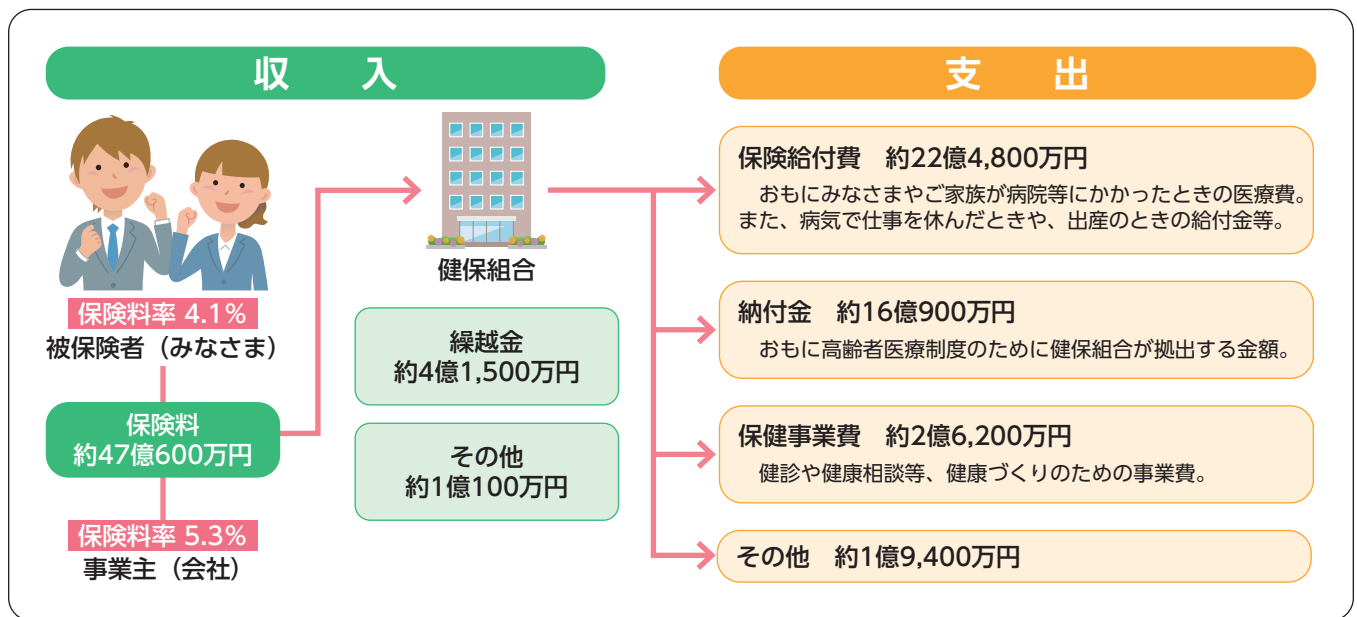 収入
保険料率 4.1%
被保険者（みなさま）
保険料
約47億600万円
保険料率 5.3%
事業主（会社）
健保組合
繰越金
約4億1,500万円
その他
約1億100万円
支出
保険給付費　約22億4,800万円
おもにみなさまやご家族が病院等にかかったときの医療費。
また、病気で仕事を休んだときや、出産のときの給付金等。
納付金　約16億900万円
おもに高齢者医療制度のために健保組合が拠出する金額。
保健事業費　約2億6,200万円
健診や健康相談等、健康づくりのための事業費。
その他　約1億9,400万円